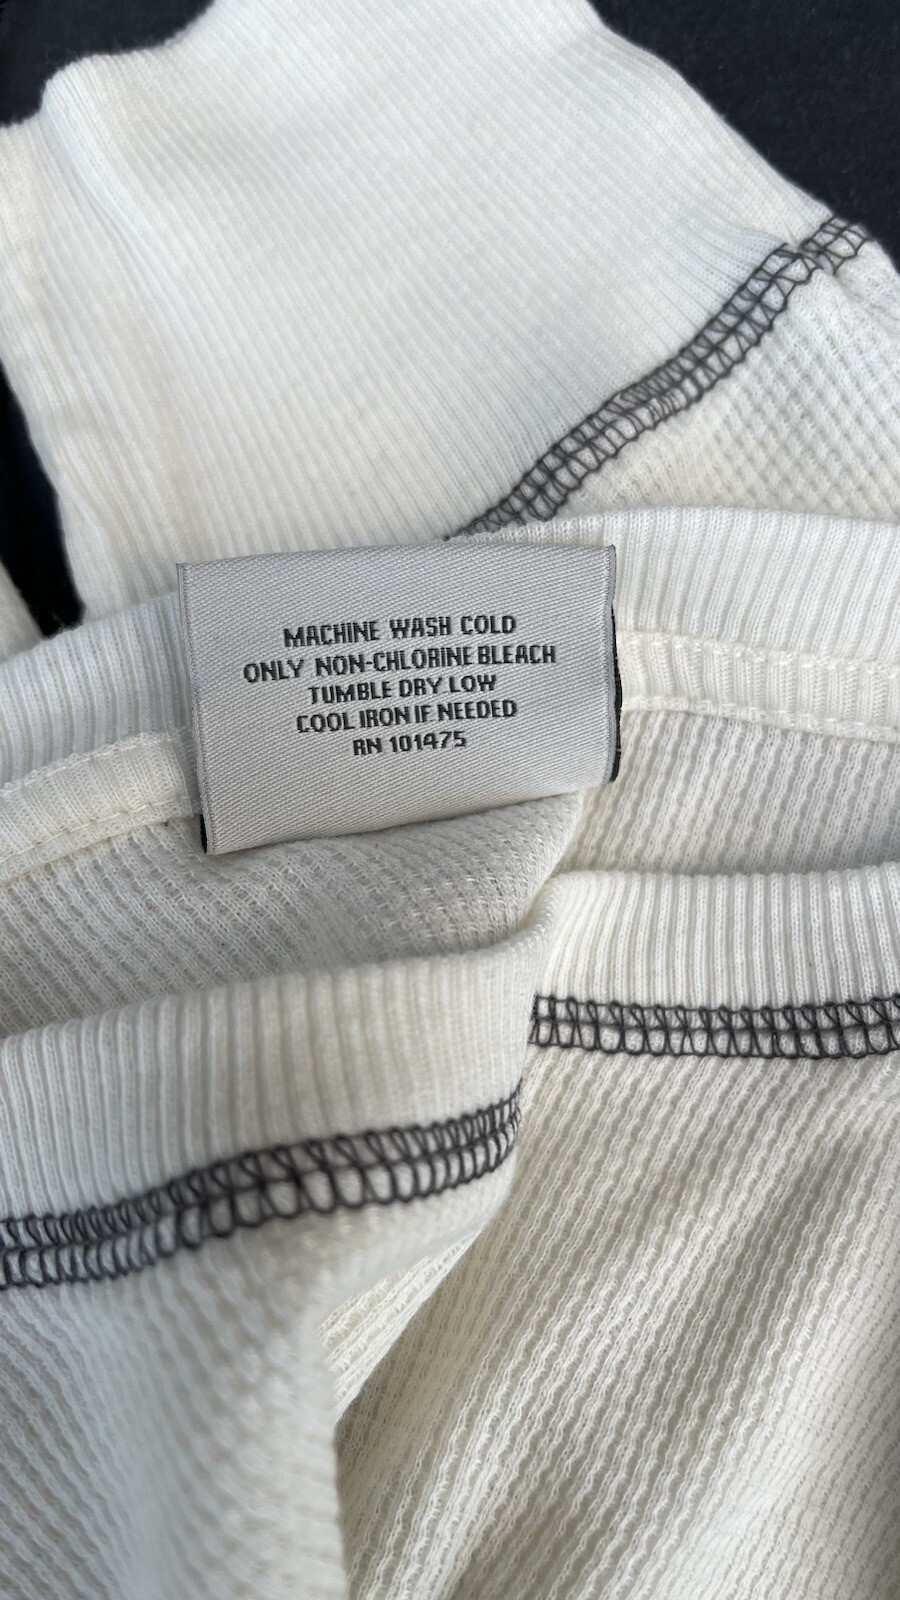 MACHINE WASH COLD
ONLY NON-CHLORINE BLEACH
TUMBLE DRY LOW
COOL IRON IF NEEDED
RN 101475